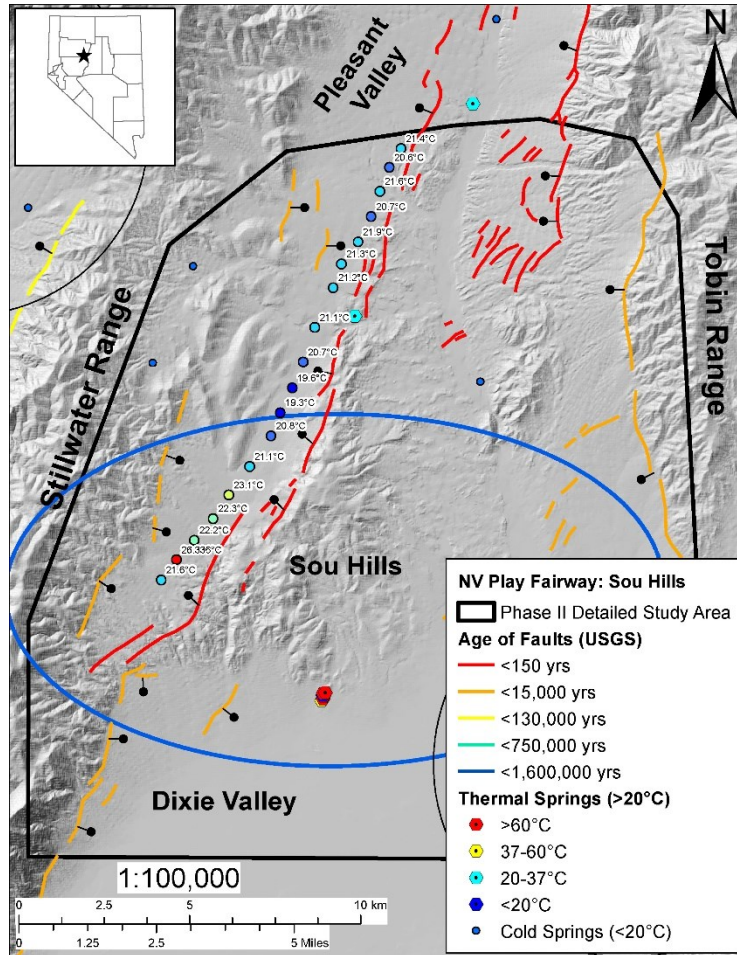 N
Pleasant
Valley
21.4°C
20.6°C
21.6°C
20.7°C
21.9°C
21.3°C
21.2°C
21.1°C
20.7°C
19.6°C
19.3°C
20.8°C
21.1°C
23.1°C
22.3°C
22.2°C
26.336°C
21.6°C
Stillwater Range
Tobin Range
Sou Hills
Dixie Valley
NV Play Fairway: Sou Hills
Phase II Detailed Study Area
Age of Faults (USGS)
<150 yrs
<15,000 yrs
<130,000 yrs
<750,000 yrs
<1,600,000 yrs
Thermal Springs (>20°C)
>60°C
37-60°C
20-37°C
<20°C
Cold Springs (<20°C)
1:100,000
0 2.5 5 10 km
0 1.25 2.5 5 Miles